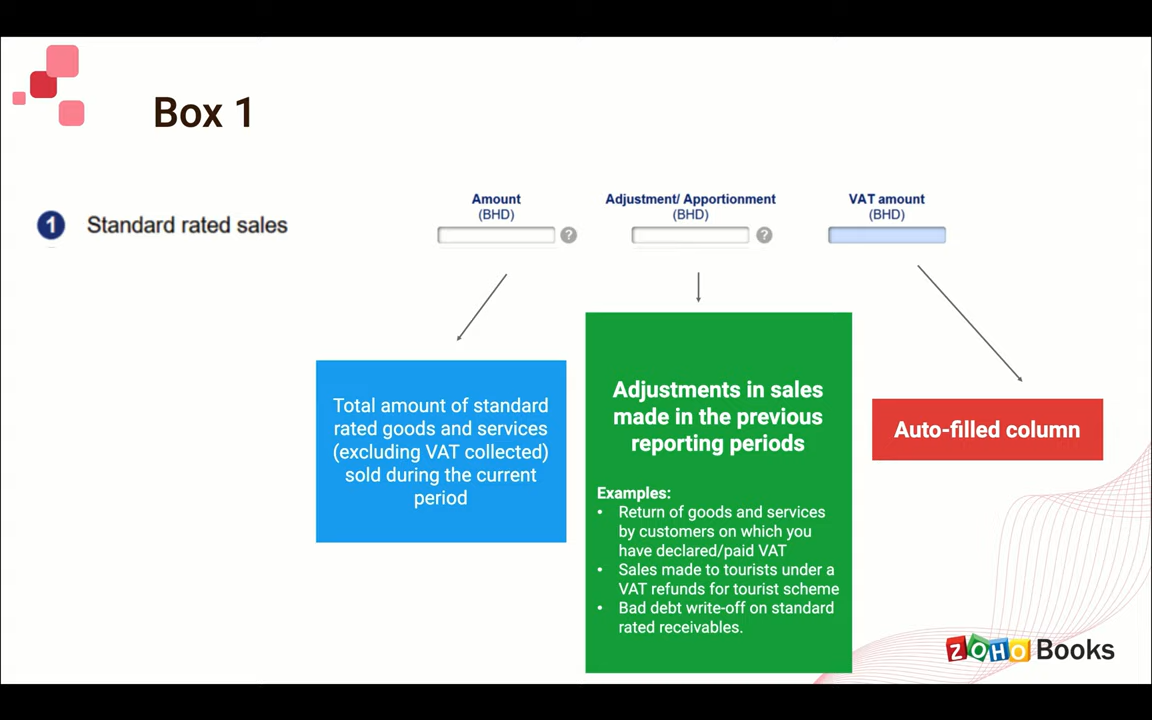 Box 1
1 Standard rated sales
Amount
(BHD)
?
Adjustment/ Apportionment
(BHD)
?
VAT amount
(BHD)
Total amount of standard
rated goods and services
(excluding VAT collected)
sold during the current
period
Adjustments in sales
made in the previous
reporting periods
Examples:
• Return of goods and services
by customers on which you
have declared/paid VAT
• Sales made to tourists under a
VAT refunds for tourist scheme
• Bad debt write-off on standard
rated receivables.
Auto-filled column
ZOHO Books